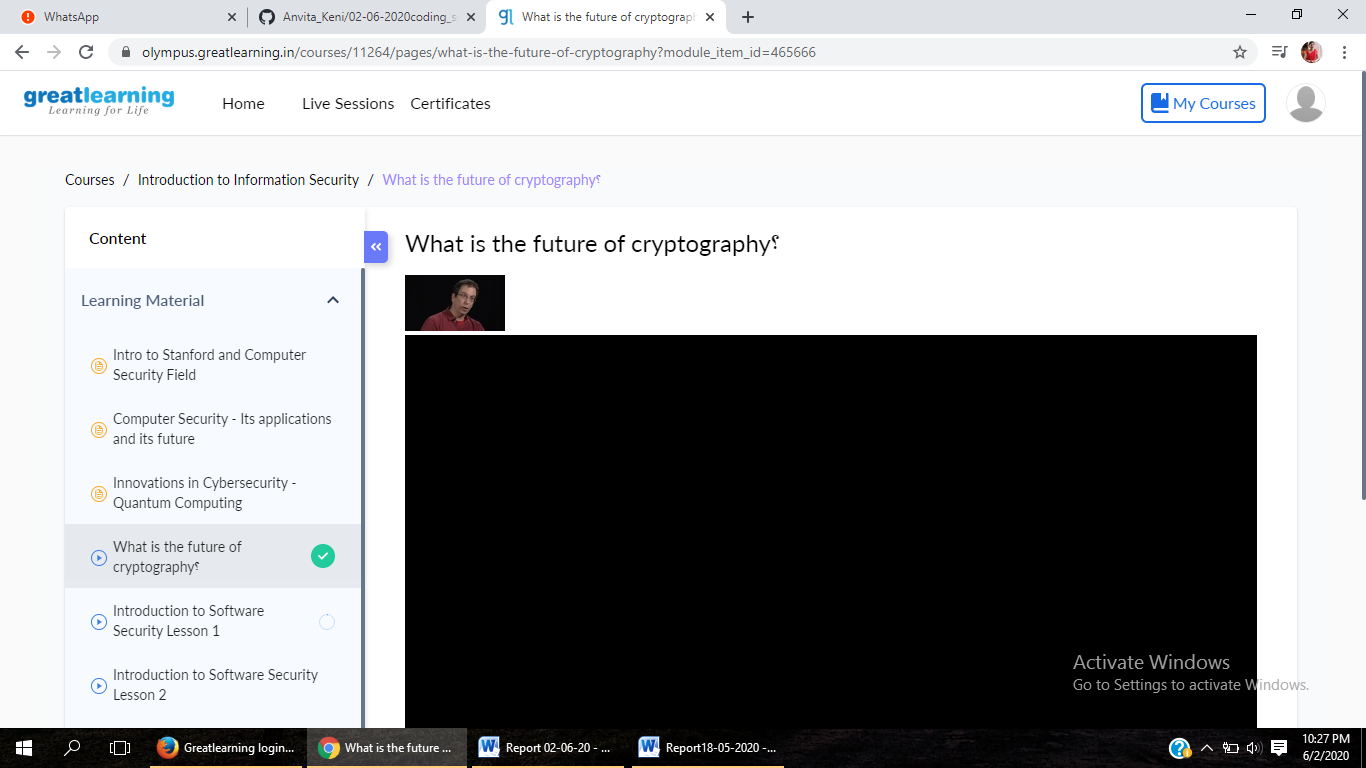 WhatsApp
Anvita_Keni/02-06-2020coding_s
What is the future of cryptograph
olympus.greatlearning.in/courses/11264/pages/what-is-the-future-of-cryptography?module_item_id=465666
greatlearning
Learning for Life
Home
Live Sessions
Certificates
My Courses
Courses / Introduction to Information Security / What is the future of cryptography؟
Content
What is the future of cryptography؟
Learning Material
Intro to Stanford and Computer
Security Field
Computer Security - Its applications
and its future
Innovations in Cybersecurity -
Quantum Computing
What is the future of
cryptography؟
Introduction to Software
Security Lesson 1
Introduction to Software Security
Lesson 2
Activate Windows
Go to Settings to activate Windows.
Greatlearning login...
What is the future ...
Report 02-06-20 - ...
Report18-05-2020 -...
10:27 PM
6/2/2020